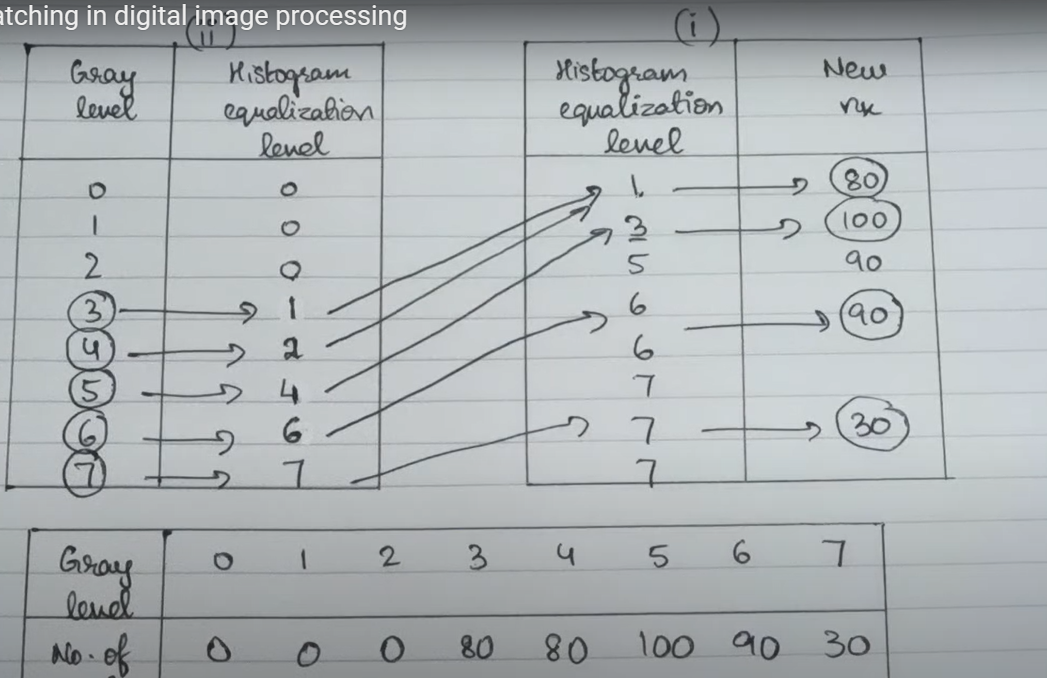 atching in digital image processing
(ii)
(i)
Gray level
Histogram equalization level
Histogram equalization level
New nk
0 0 1 80
1 0 3 100
2 0 5 90
3 1 6 90
4 2 6
5 4 7
6 6 7 30
7 7 7
Gray level 0 1 2 3 4 5 6 7
No. of 0 0 0 80 80 100 90 30